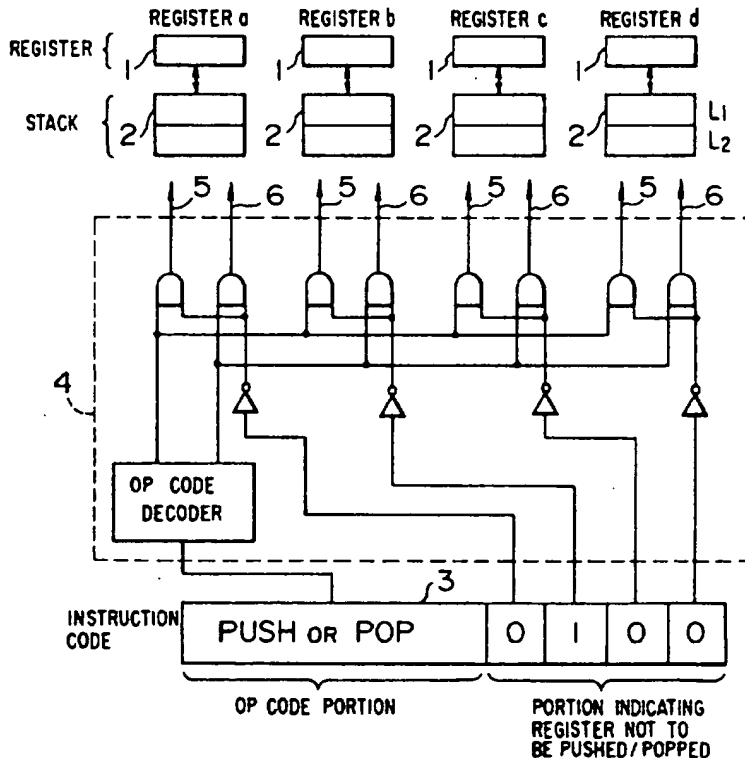 REGISTER a REGISTER b REGISTER c REGISTER d
REGISTER
1 1 1 1
STACK
2 2 2 2
L1
L2
5 6 5 6 5 6 5 6
4
OP CODE
DECODER
3
INSTRUCTION
CODE
PUSH OR POP 0 1 0 0
OP CODE PORTION
PORTION INDICATING
REGISTER NOT TO
BE PUSHED/POPPED